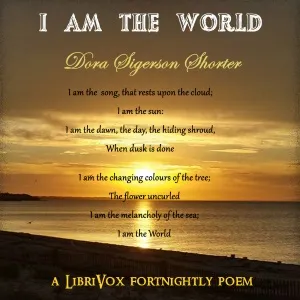 I AM THE WORLD
Dora Sigerson Shorter
I am the song, that rests upon the cloud;
I am the sun:
I am the dawn, the day, the hiding shroud,
When dusk is done
I am the changing colours of the tree;
The flower uncurled
I am the melancholy of the sea;
I am the World
A LIBRIVOX FORTNIGHTLY POEM